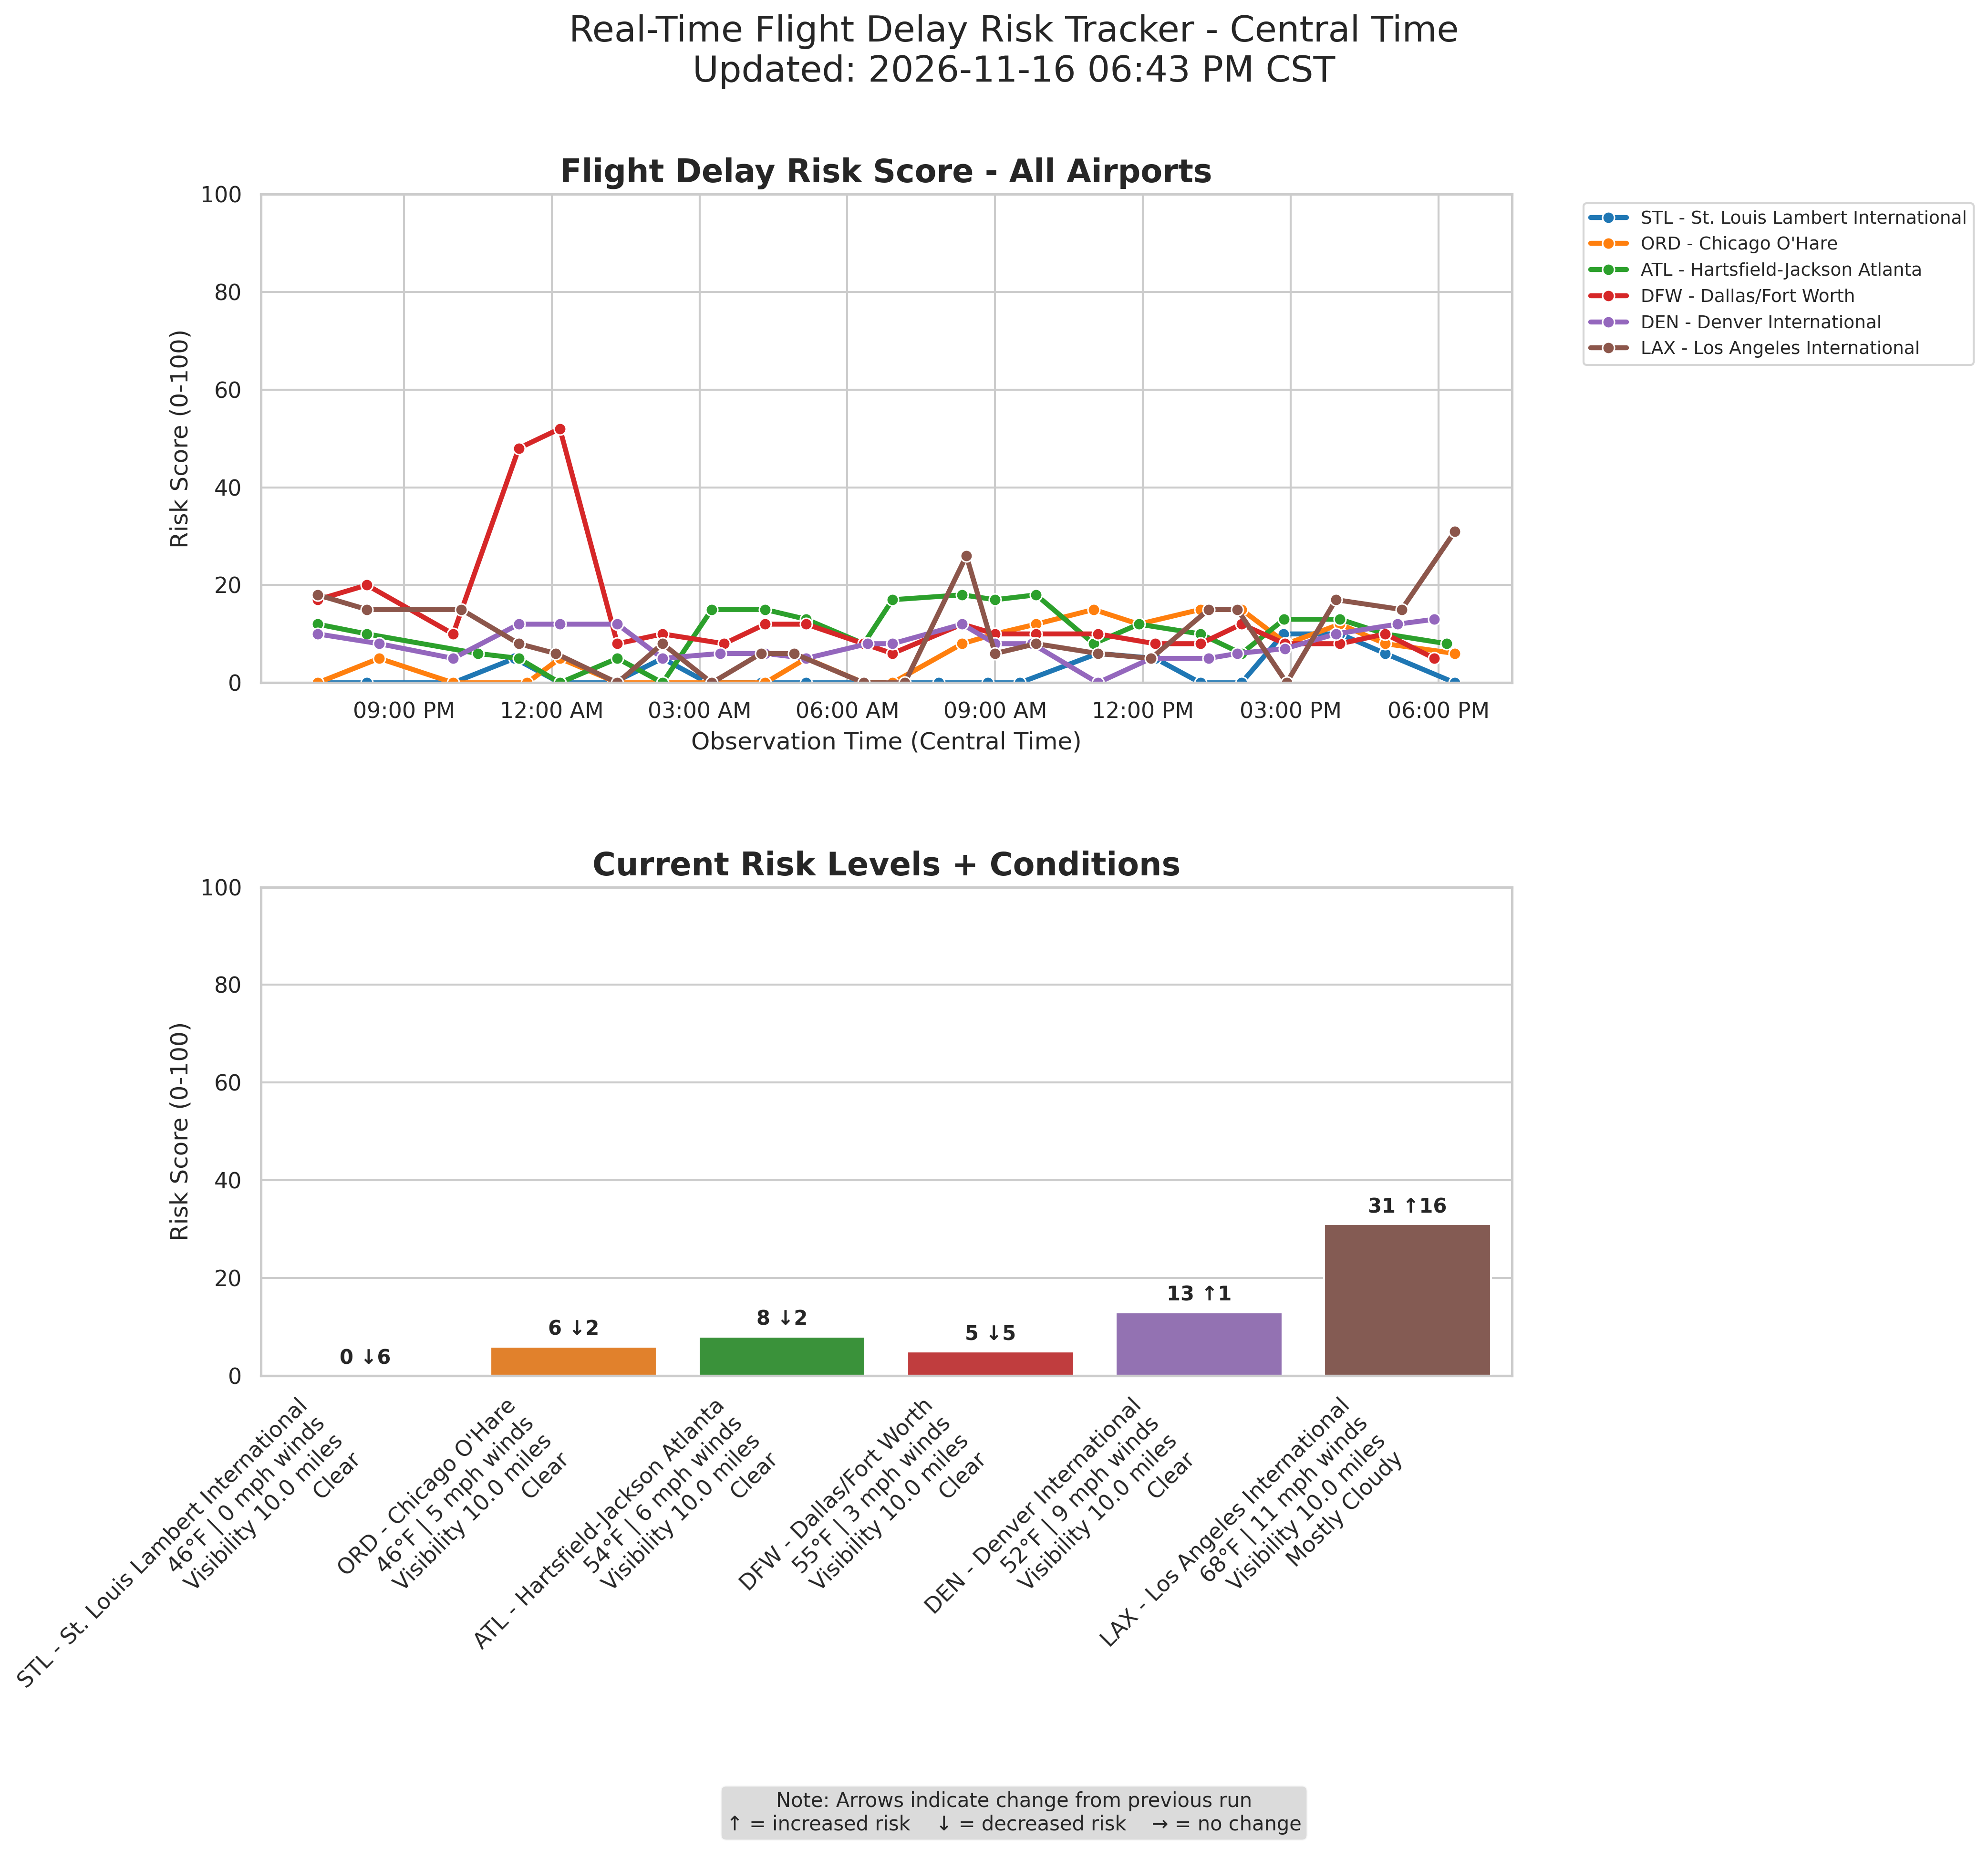 Real-Time Flight Delay Risk Tracker - Central Time
Updated: 2026-11-16 06:43 PM CST
Flight Delay Risk Score - All Airports
100
80
60
40
20
0
Risk Score (0-100)
09:00 PM
12:00 AM
03:00 AM
06:00 AM
09:00 AM
12:00 PM
03:00 PM
06:00 PM
Observation Time (Central Time)
STL - St. Louis Lambert International
ORD - Chicago O'Hare
ATL - Hartsfield-Jackson Atlanta
DFW - Dallas/Fort Worth
DEN - Denver International
LAX - Los Angeles International
Current Risk Levels + Conditions
100
80
60
40
20
0
Risk Score (0-100)
0 ↓6
6 ↓2
8 ↓2
5 ↓5
13 ↑1
31 ↑16
STL - St. Louis Lambert International
46°F | 0 mph winds
Visibility 10.0 miles
Clear
ORD - Chicago O'Hare
46°F | 5 mph winds
Visibility 10.0 miles
Clear
ATL - Hartsfield-Jackson Atlanta
54°F | 6 mph winds
Visibility 10.0 miles
Clear
DFW - Dallas/Fort Worth
55°F | 3 mph winds
Visibility 10.0 miles
Clear
DEN - Denver International
52°F | 9 mph winds
Visibility 10.0 miles
Clear
LAX - Los Angeles International
68°F | 11 mph winds
Visibility 10.0 miles
Mostly Cloudy
Note: Arrows indicate change from previous run
↑ = increased risk ↓ = decreased risk → = no change